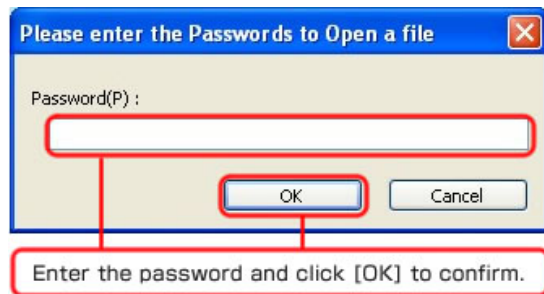 Please enter the Passwords to Open a file
Password(P) :
OK
Cancel
Enter the password and click [OK] to confirm.